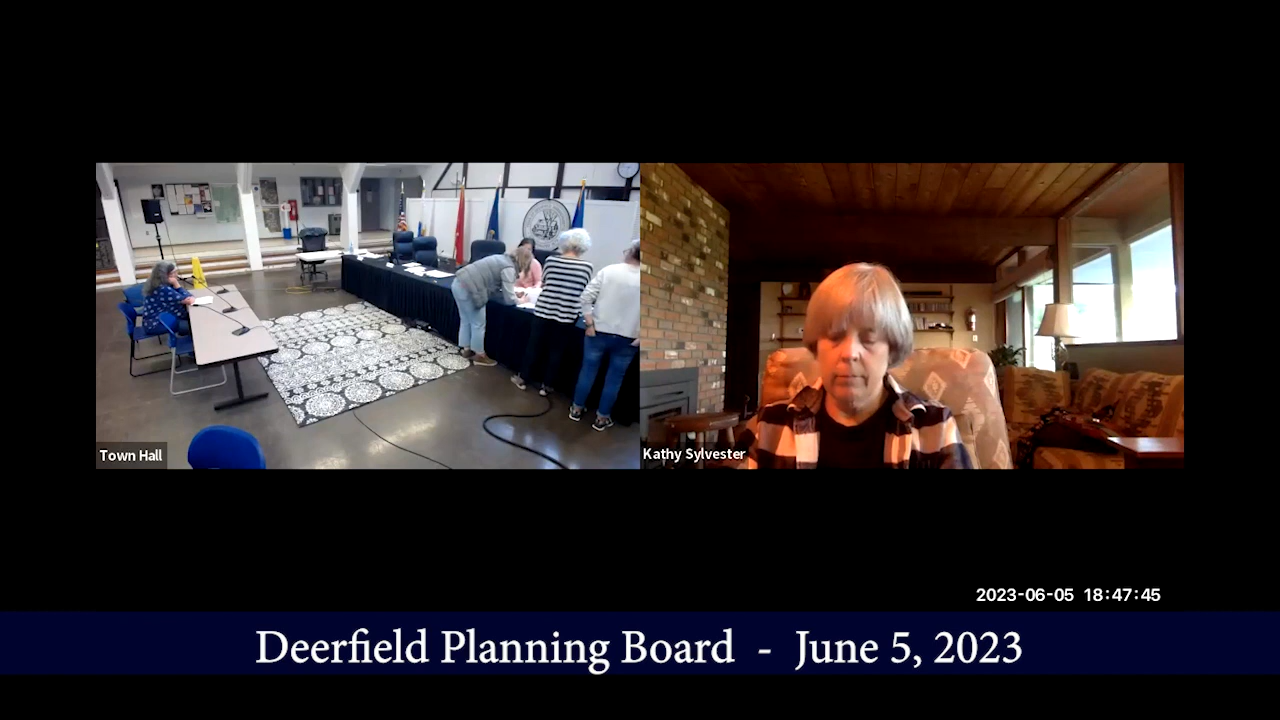 Town Hall
Kathy Sylvester
2023-06-05 18:47:45
Deerfield Planning Board - June 5, 2023